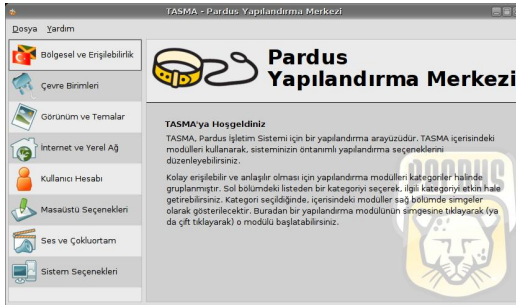 TASMA - Pardus Yapılandırma Merkezi
Dosya Yardım
Bölgesel ve Erişilebilirlik
Çevre Birimleri
Görünüm ve Temalar
İnternet ve Yerel Ağ
Kullanıcı Hesabı
Masaüstü Seçenekleri
Ses ve Çokluortam
Sistem Seçenekleri
Pardus
Yapılandırma Merkezi
TASMA'ya Hoşgeldiniz
TASMA, Pardus İşletim Sistemi için bir yapılandırma arayüzüdür. TASMA içerisindeki
modülleri kullanarak, sisteminizin öntanımlı yapılandırma seçeneklerini
düzenleyebilirsiniz.
Kolay erişilebilir ve anlaşılır olması için yapılandırma modülleri kategoriler halinde
gruplanmıştır. Sol bölümdeki listeden bir kategoriyi seçerek, ilgili kategoriyi etkin hale
getirebilirsiniz. Kategori seçildiğinde, içerisindeki modüller sağ bölümde simgeler
olarak gösterilecektir. Buradan bir yapılandırma modülünün simgesine tıklayarak (ya
da çift tıklayarak) o modülü başlatabilirsiniz.
PARDUS